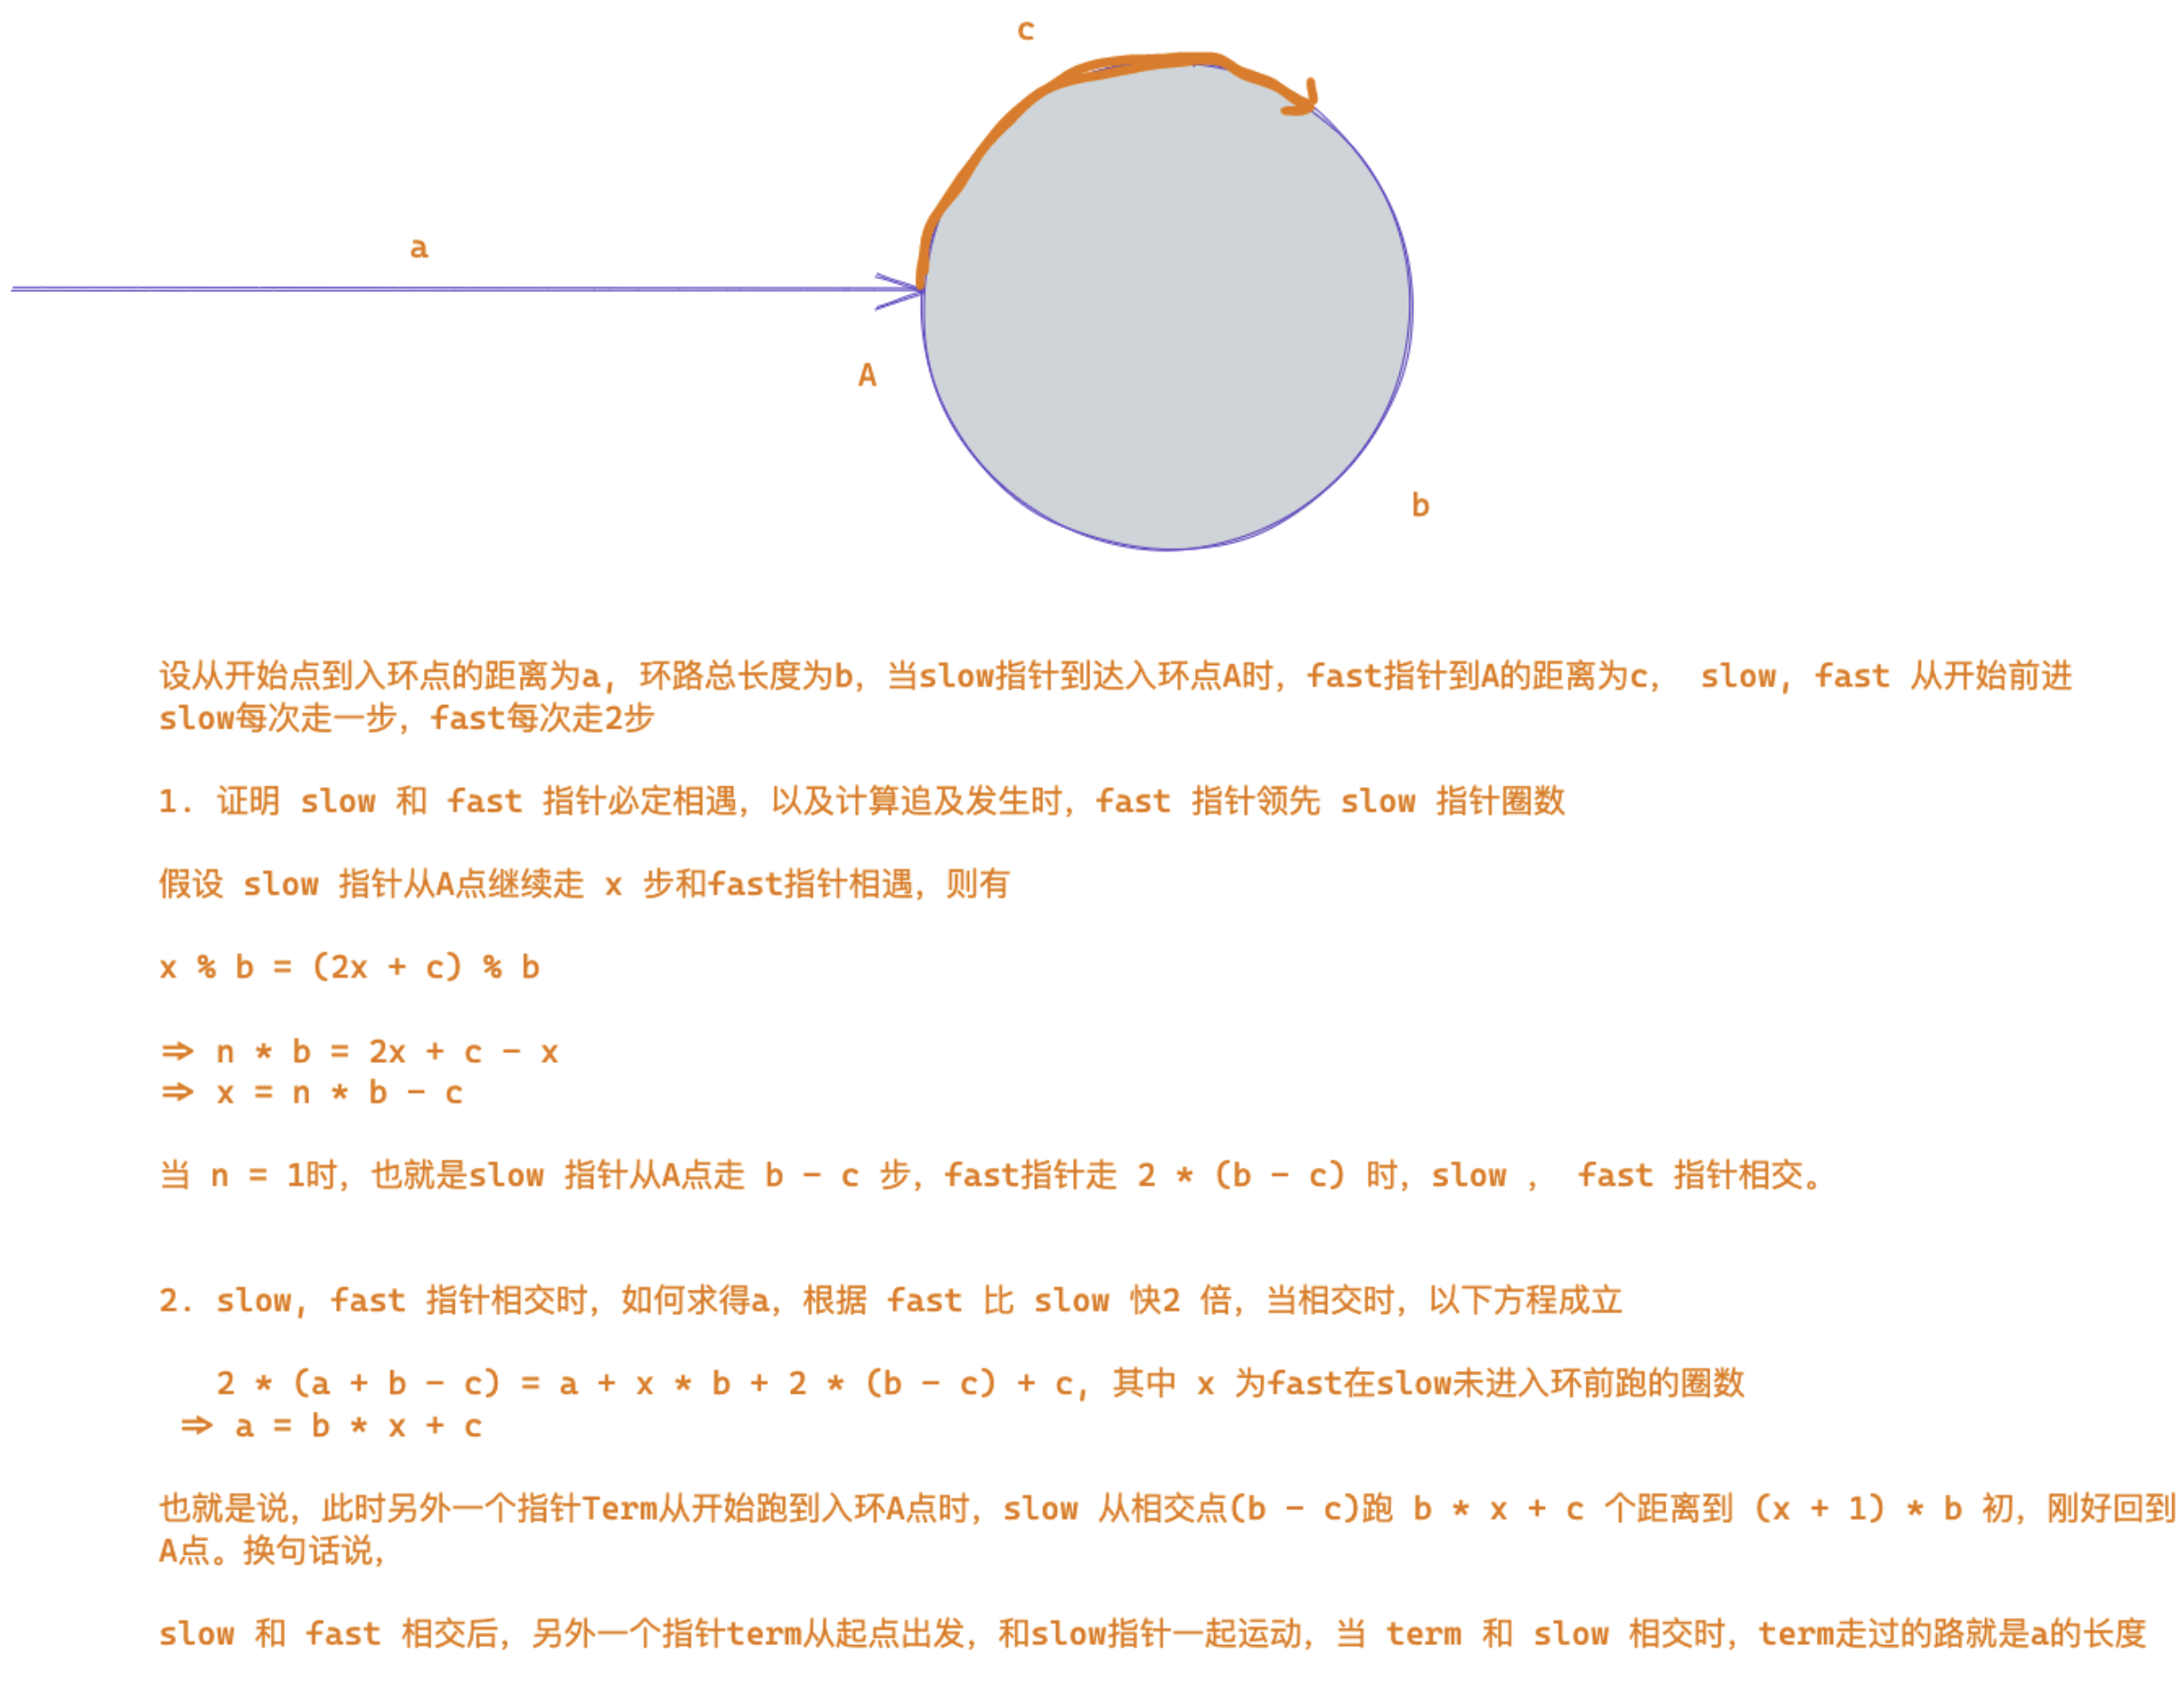 c
a
A
b
设从开始点到入环点的距离为a, 环路总长度为b，当slow指针到达入环点A时，fast指针到A的距离为c， slow, fast 从开始前进
slow每次走一步，fast每次走2步
1. 证明 slow 和 fast 指针必定相遇，以及计算追及发生时，fast 指针领先 slow 指针圈数
假设 slow 指针从A点继续走 x 步和fast指针相遇，则有
x % b = (2x + c) % b
⇒ n * b = 2x + c - x
⇒ x = n * b - c
当 n = 1时，也就是slow 指针从A点走 b - c 步，fast指针走 2 * (b - c) 时，slow ， fast 指针相交。
2. slow, fast 指针相交时，如何求得a，根据 fast 比 slow 快2 倍，当相交时，以下方程成立
2 * (a + b - c) = a + x * b + 2 * (b - c) + c, 其中 x 为fast在slow未进入环前跑的圈数
⇒ a = b * x + c
也就是说，此时另外一个指针Term从开始跑到入环A点时，slow 从相交点(b - c)跑 b * x + c 个距离到 (x + 1) * b 初，刚好回到
A点。换句话说，
slow 和 fast 相交后，另外一个指针term从起点出发，和slow指针一起运动，当 term 和 slow 相交时，term走过的路就是a的长度